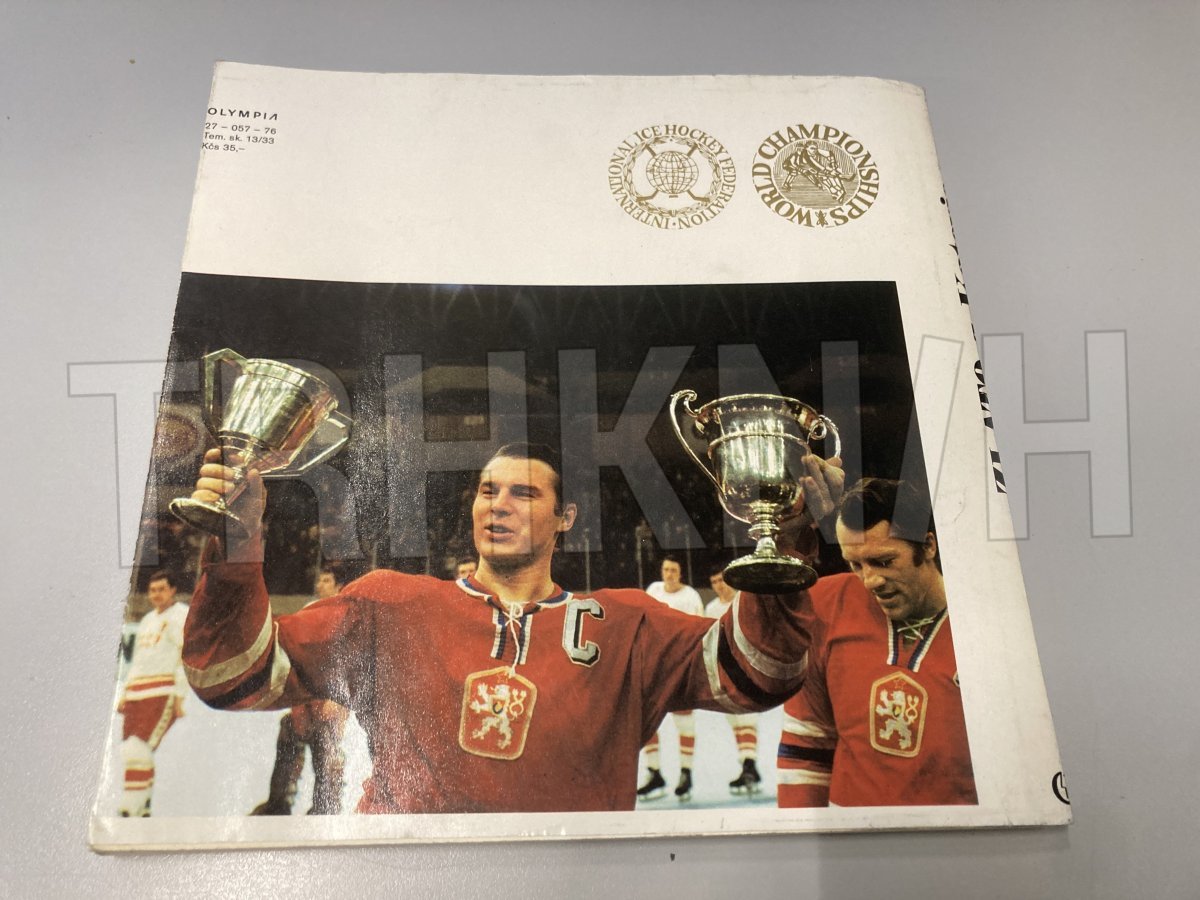 OLYMPIA
27 – 057 – 76
Tem. sk. 13/33
Kčs 35,–
INTERNATIONAL ICE HOCKEY FEDERATION ·
WORLD CHAMPIONSHIPS
C
TRHKNIH